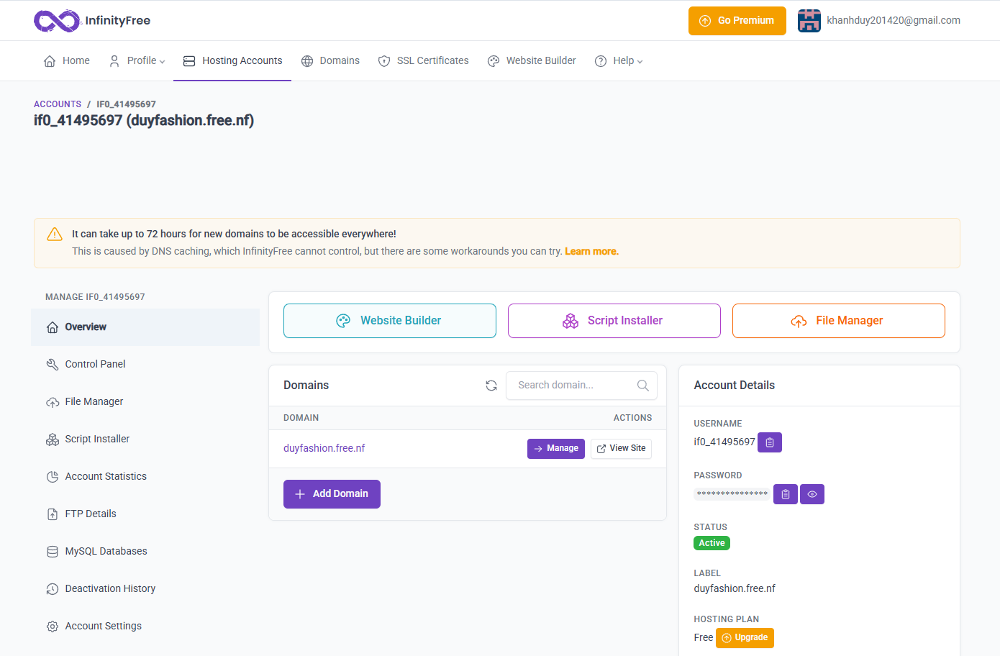 InfinityFree
Go Premium
khanhduy201420@gmail.com
Home
Profile
Hosting Accounts
Domains
SSL Certificates
Website Builder
Help
ACCOUNTS / IF0_41495697
if0_41495697 (duyfashion.free.nf)
It can take up to 72 hours for new domains to be accessible everywhere!
This is caused by DNS caching, which InfinityFree cannot control, but there are some workarounds you can try. Learn more.
MANAGE IF0_41495697
Overview
Control Panel
File Manager
Script Installer
Account Statistics
FTP Details
MySQL Databases
Deactivation History
Account Settings
Website Builder
Script Installer
File Manager
Domains
Search domain...
DOMAIN
ACTIONS
duyfashion.free.nf
Manage
View Site
Add Domain
Account Details
USERNAME
if0_41495697
PASSWORD
***************
STATUS
Active
LABEL
duyfashion.free.nf
HOSTING PLAN
Free
Upgrade